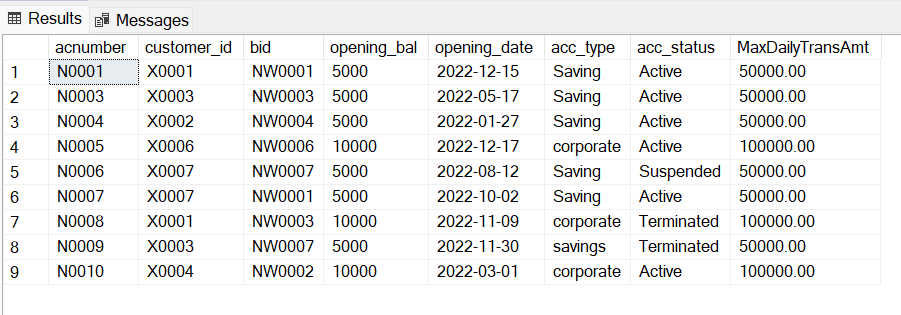 Results Messages
acnumber customer_id bid opening_bal opening_date acc_type acc_status MaxDailyTransAmt
1 N0001 X0001 NW0001 5000 2022-12-15 Saving Active 50000.00
2 N0003 X0003 NW0003 5000 2022-05-17 Saving Active 50000.00
3 N0004 X0002 NW0004 5000 2022-01-27 Saving Active 50000.00
4 N0005 X0006 NW0006 10000 2022-12-17 corporate Active 100000.00
5 N0006 X0007 NW0007 5000 2022-08-12 Saving Suspended 50000.00
6 N0007 X0007 NW0001 5000 2022-10-02 Saving Active 50000.00
7 N0008 X0001 NW0003 10000 2022-11-09 corporate Terminated 100000.00
8 N0009 X0003 NW0007 5000 2022-11-30 savings Terminated 50000.00
9 N0010 X0004 NW0002 10000 2022-03-01 corporate Active 100000.00